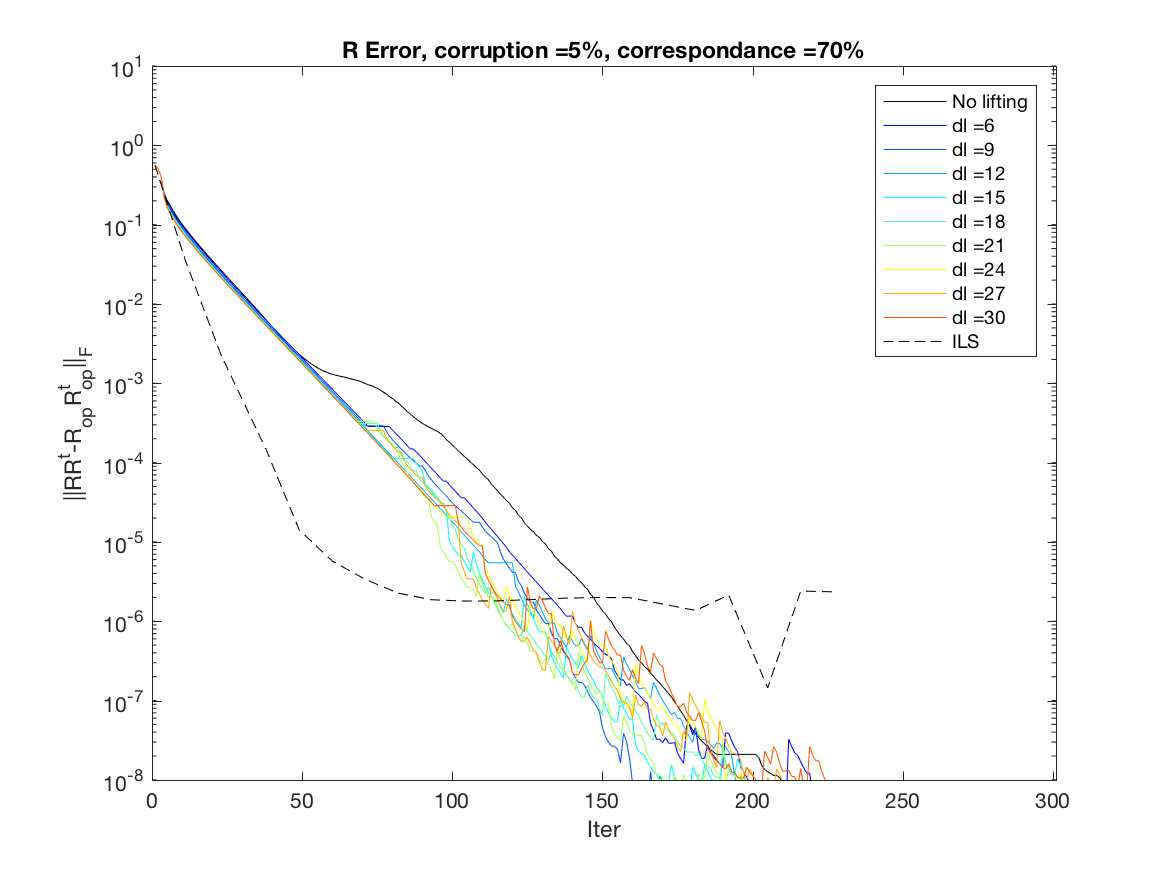 R Error, corruption =5%, correspondance =70%
10^1
10^0
10^-1
10^-2
10^-3
10^-4
10^-5
10^-6
10^-7
10^-8
||RR^t-R_op R_op^t||_F
0 50 100 150 200 250 300
Iter
No lifting
dl =6
dl =9
dl =12
dl =15
dl =18
dl =21
dl =24
dl =27
dl =30
ILS